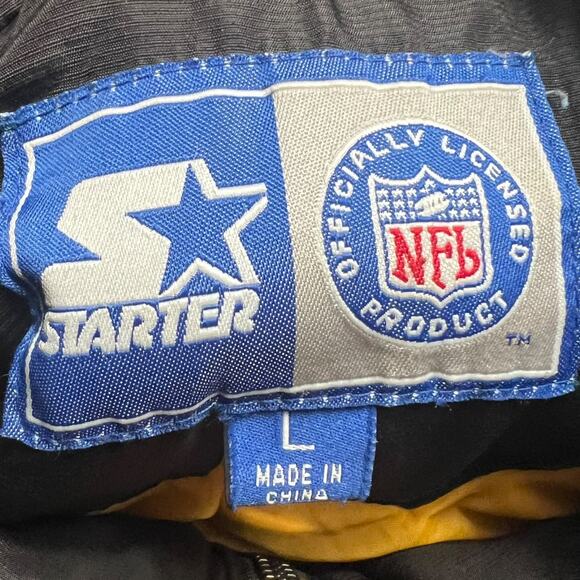 STARTER
OFFICIALLY LICENSED
NFL
PRODUCT
TM
L
MADE IN
CHINA